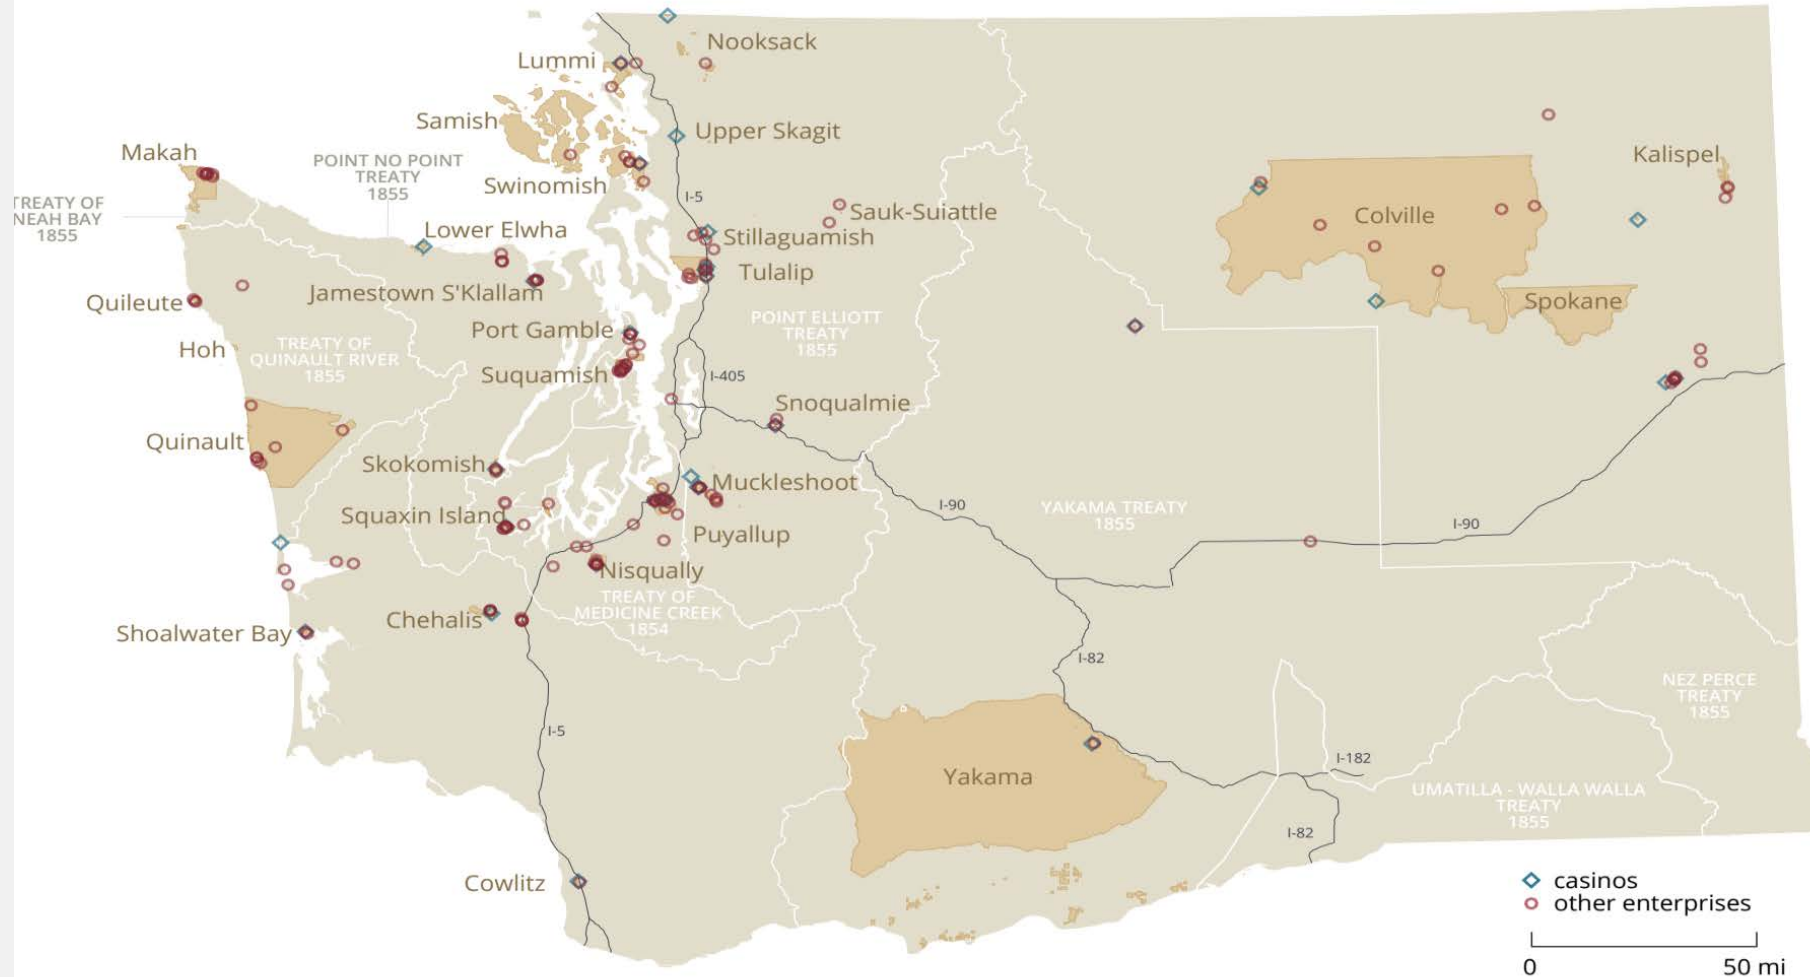 Nooksack
Lummi
Samish
Upper Skagit
Makah
POINT NO POINT
TREATY
1855
Kalispel
Swinomish
I-5
TREATY OF
NEAH BAY
1855
Sauk-Suiattle
Colville
Lower Elwha
Stillaguamish
Tulalip
Jamestown S'Klallam
Quileute
Spokane
POINT ELLIOTT
TREATY
1855
Port Gamble
Hoh
TREATY OF
QUINAULT RIVER
1855
Suquamish
I-405
Snoqualmie
Quinault
Skokomish
Muckleshoot
Squaxin Island
I-90
YAKAMA TREATY
1855
I-90
Puyallup
Nisqually
TREATY OF
MEDICINE CREEK
1854
Chehalis
Shoalwater Bay
I-82
NEZ PERCE
TREATY
1855
I-5
I-182
Yakama
UMATILLA - WALLA WALLA
TREATY
1855
I-82
Cowlitz
casinos
other enterprises
0 50 mi